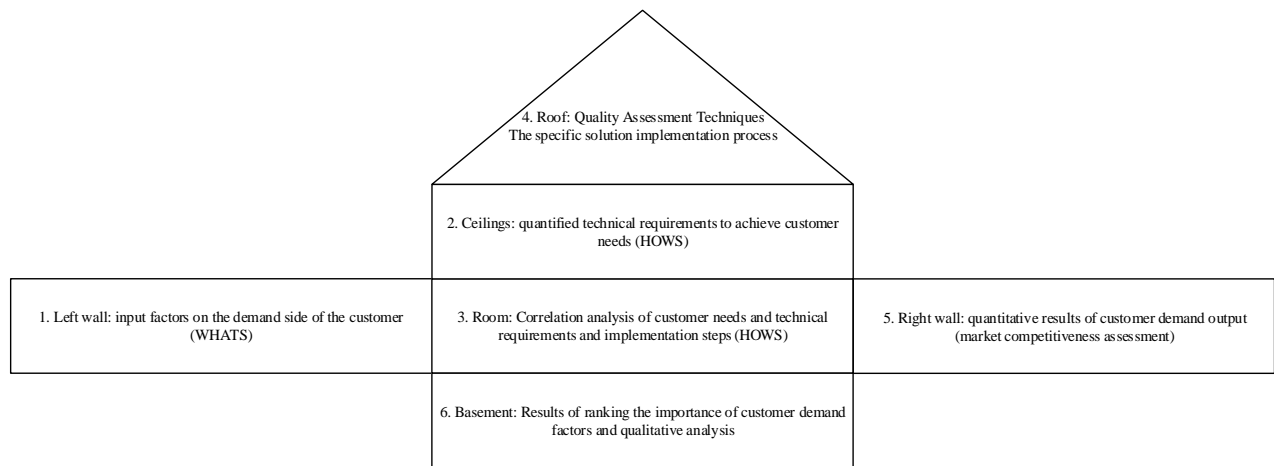 4. Roof: Quality Assessment Techniques
The specific solution implementation process
2. Ceilings: quantified technical requirements to achieve customer
needs (HOWS)
1. Left wall: input factors on the demand side of the customer
(WHATS)
3. Room: Correlation analysis of customer needs and technical
requirements and implementation steps (HOWS)
5. Right wall: quantitative results of customer demand output
(market competitiveness assessment)
6. Basement: Results of ranking the importance of customer demand
factors and qualitative analysis